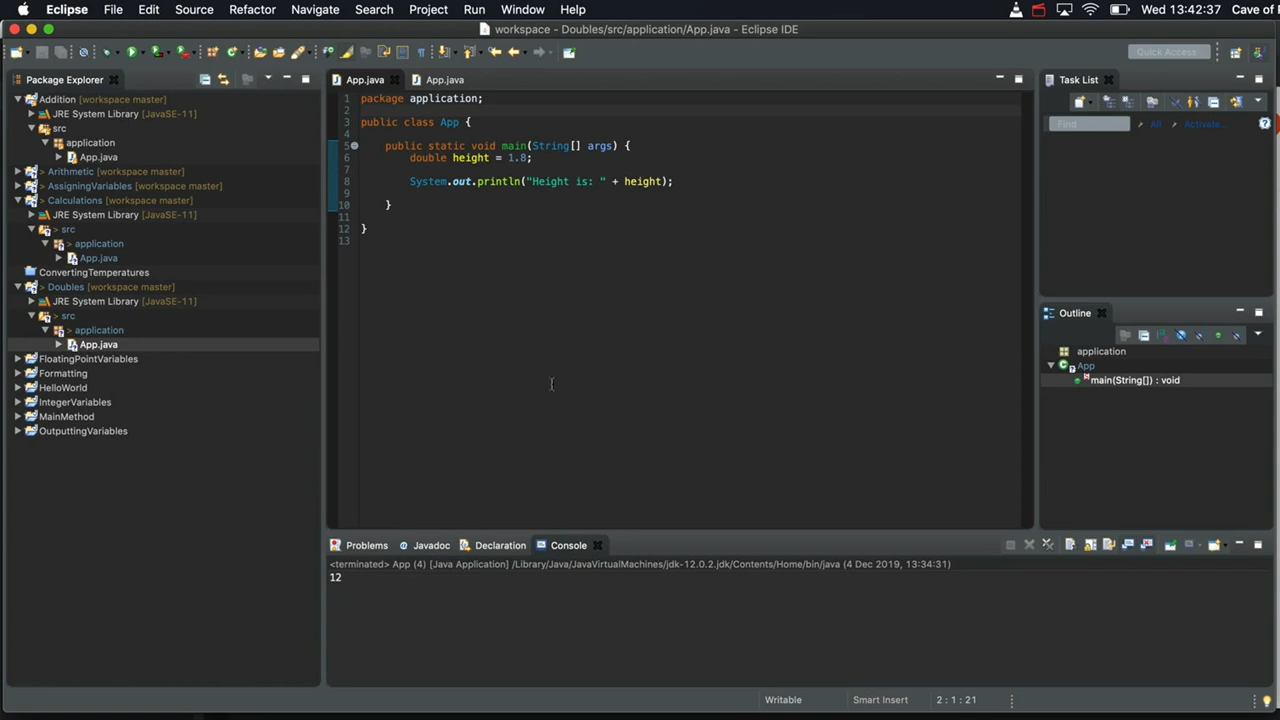 Eclipse File Edit Source Refactor Navigate Search Project Run Window Help Wed 13:42:37 Cave of
workspace - Doubles/src/application/App.java - Eclipse IDE
Quick Access
Package Explorer
Addition [workspace master]
JRE System Library [JavaSE-11]
src
application
App.java
> Arithmetic [workspace master]
> AssigningVariables [workspace master]
> Calculations [workspace master]
JRE System Library [JavaSE-11]
> src
> application
App.java
ConvertingTemperatures
> Doubles [workspace master]
JRE System Library [JavaSE-11]
> src
> application
App.java
FloatingPointVariables
Formatting
HelloWorld
IntegerVariables
MainMethod
OutputtingVariables
App.java App.java
1 package application;
2
3 public class App {
4
5 public static void main(String[] args) {
6 double height = 1.8;
7
8 System.out.println("Height is: " + height);
9
10 }
11
12 }
13
Task List
Find All Activate...
Outline
application
App
main(String[]) : void
Problems Javadoc Declaration Console
<terminated> App (4) [Java Application] /Library/Java/JavaVirtualMachines/jdk-12.0.2.jdk/Contents/Home/bin/java (4 Dec 2019, 13:34:31)
12
Writable Smart Insert 2 : 1 : 21